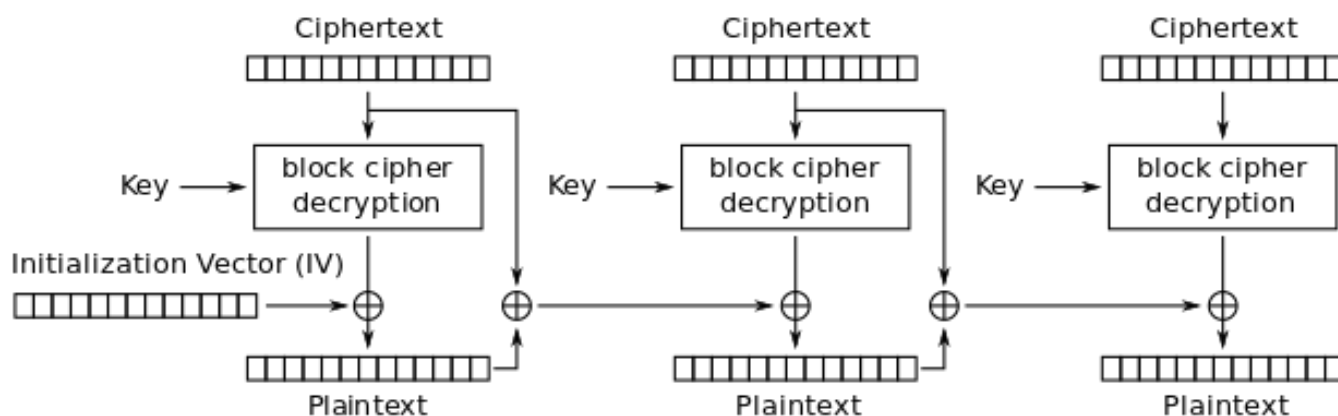 Ciphertext
Ciphertext
Ciphertext
Key
block cipher
decryption
Key
block cipher
decryption
Key
block cipher
decryption
Initialization Vector (IV)
Plaintext
Plaintext
Plaintext